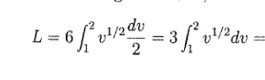 L = 6 ∫₁² v^{1/2} dv/2 = 3 ∫₁² v^{1/2} dv =